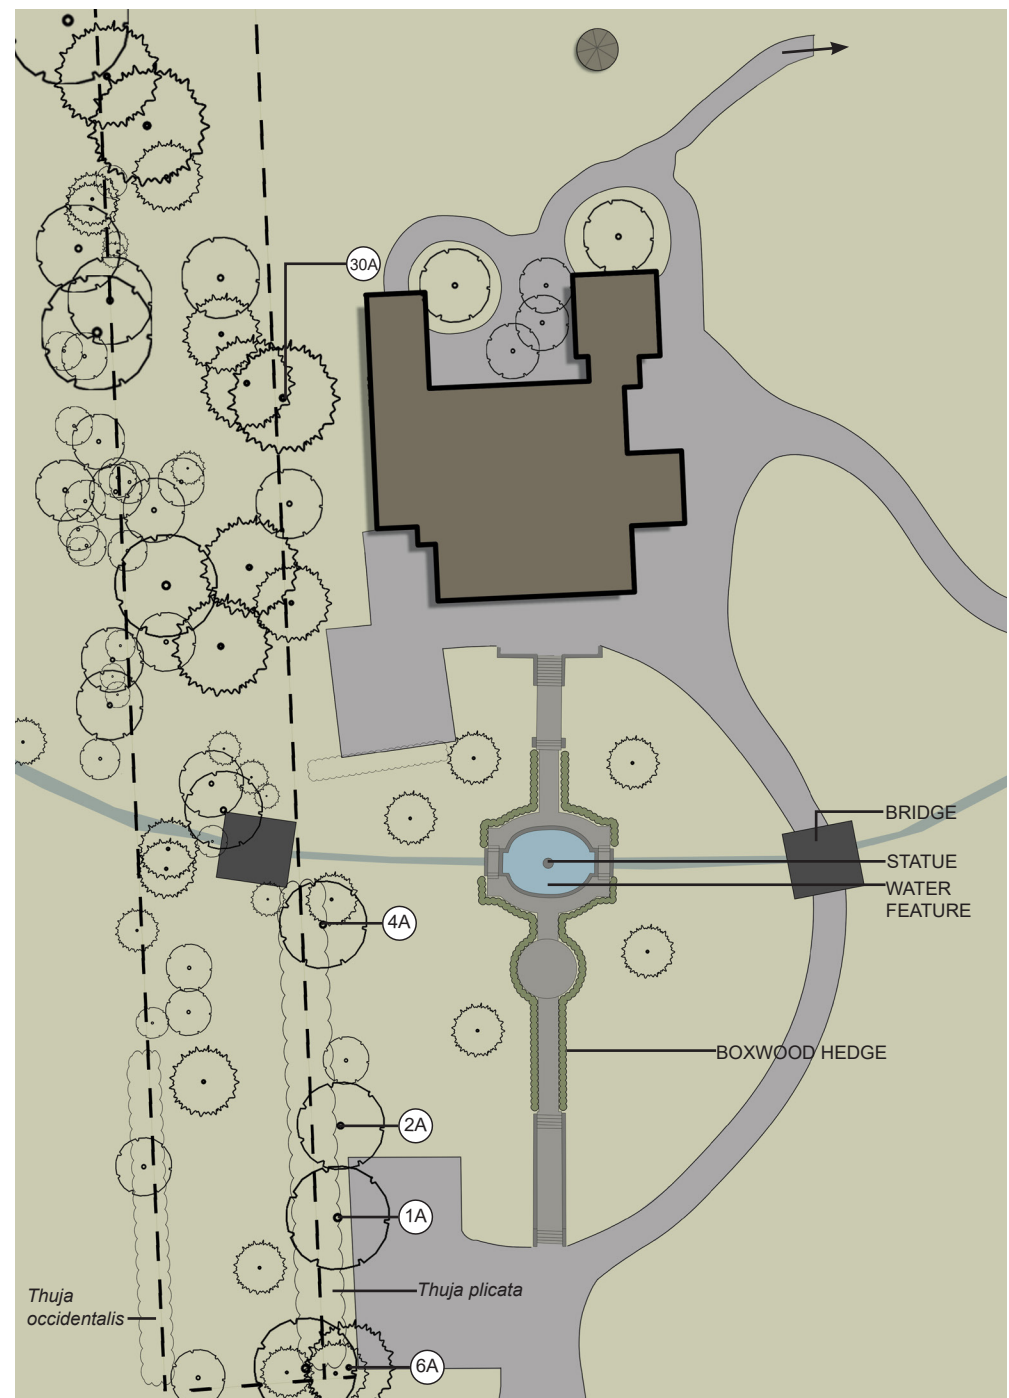 30A
BRIDGE
STATUE
WATER
FEATURE
4A
BOXWOOD HEDGE
2A
1A
Thuja plicata
Thuja
occidentalis
6A